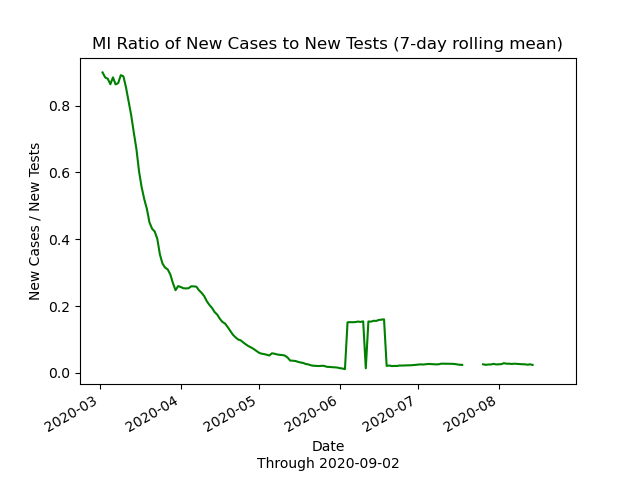 MI Ratio of New Cases to New Tests (7-day rolling mean)
New Cases / New Tests
0.8
0.6
0.4
0.2
0.0
2020-03
2020-04
2020-05
2020-06
2020-07
2020-08
Date
Through 2020-09-02